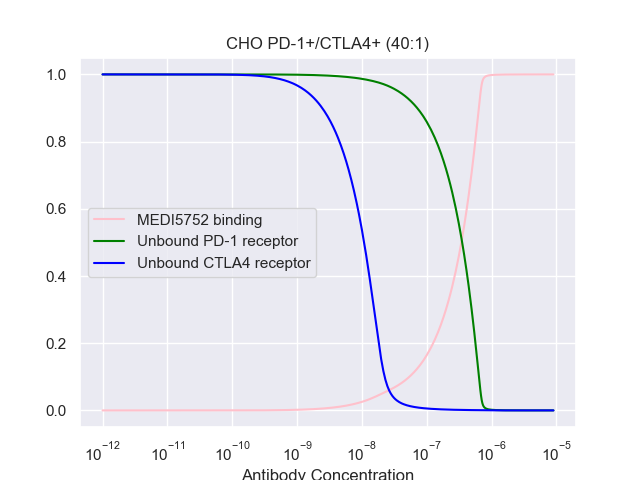 CHO PD-1+/CTLA4+ (40:1)
1.0
0.8
0.6
0.4
0.2
0.0
MEDI5752 binding
Unbound PD-1 receptor
Unbound CTLA4 receptor
10⁻¹² 10⁻¹¹ 10⁻¹⁰ 10⁻⁹ 10⁻⁸ 10⁻⁷ 10⁻⁶ 10⁻⁵
Antibody Concentration